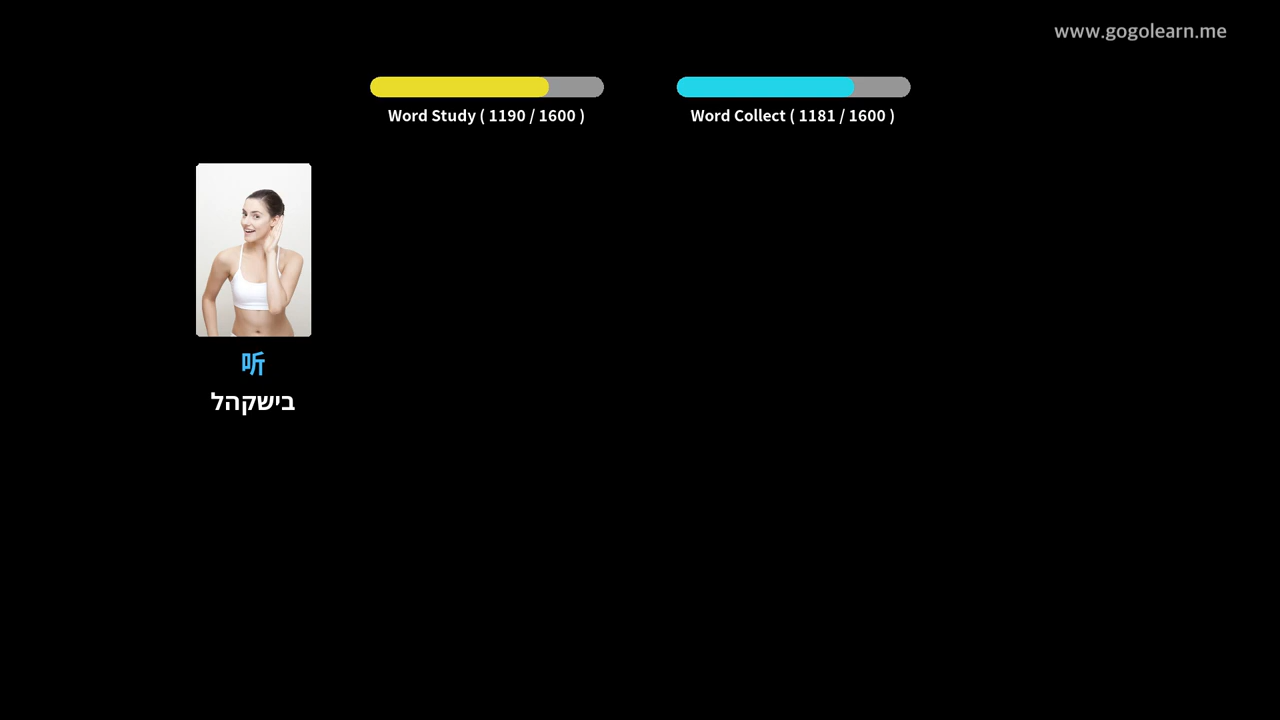 www.gogolearn.me
Word Study ( 1190 / 1600 )
Word Collect ( 1181 / 1600 )
听
בישקהל